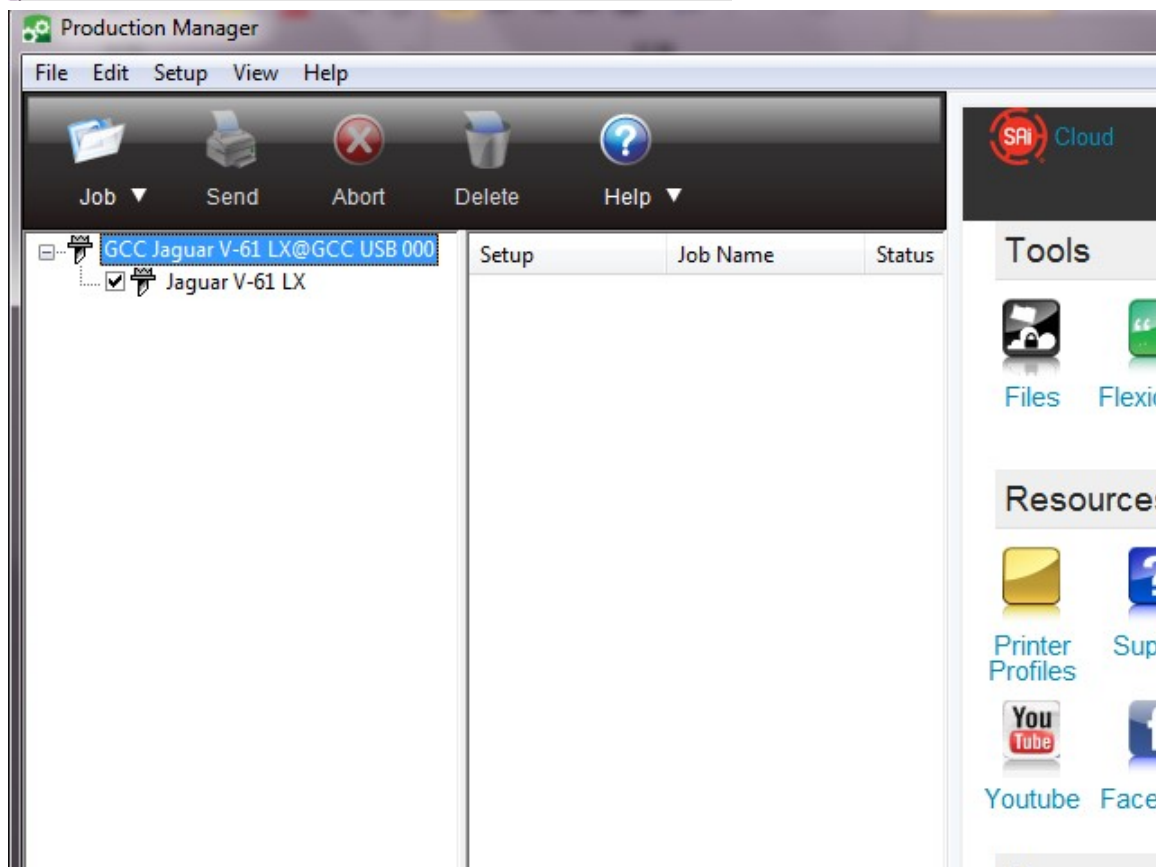 Production Manager
File Edit Setup View Help
Job Send Abort Delete Help
SAi Cloud
GCC Jaguar V-61 LX@GCC USB 000
Jaguar V-61 LX
Setup Job Name Status
Tools
Files
Resources
Printer
Profiles
You
Tube
Youtube